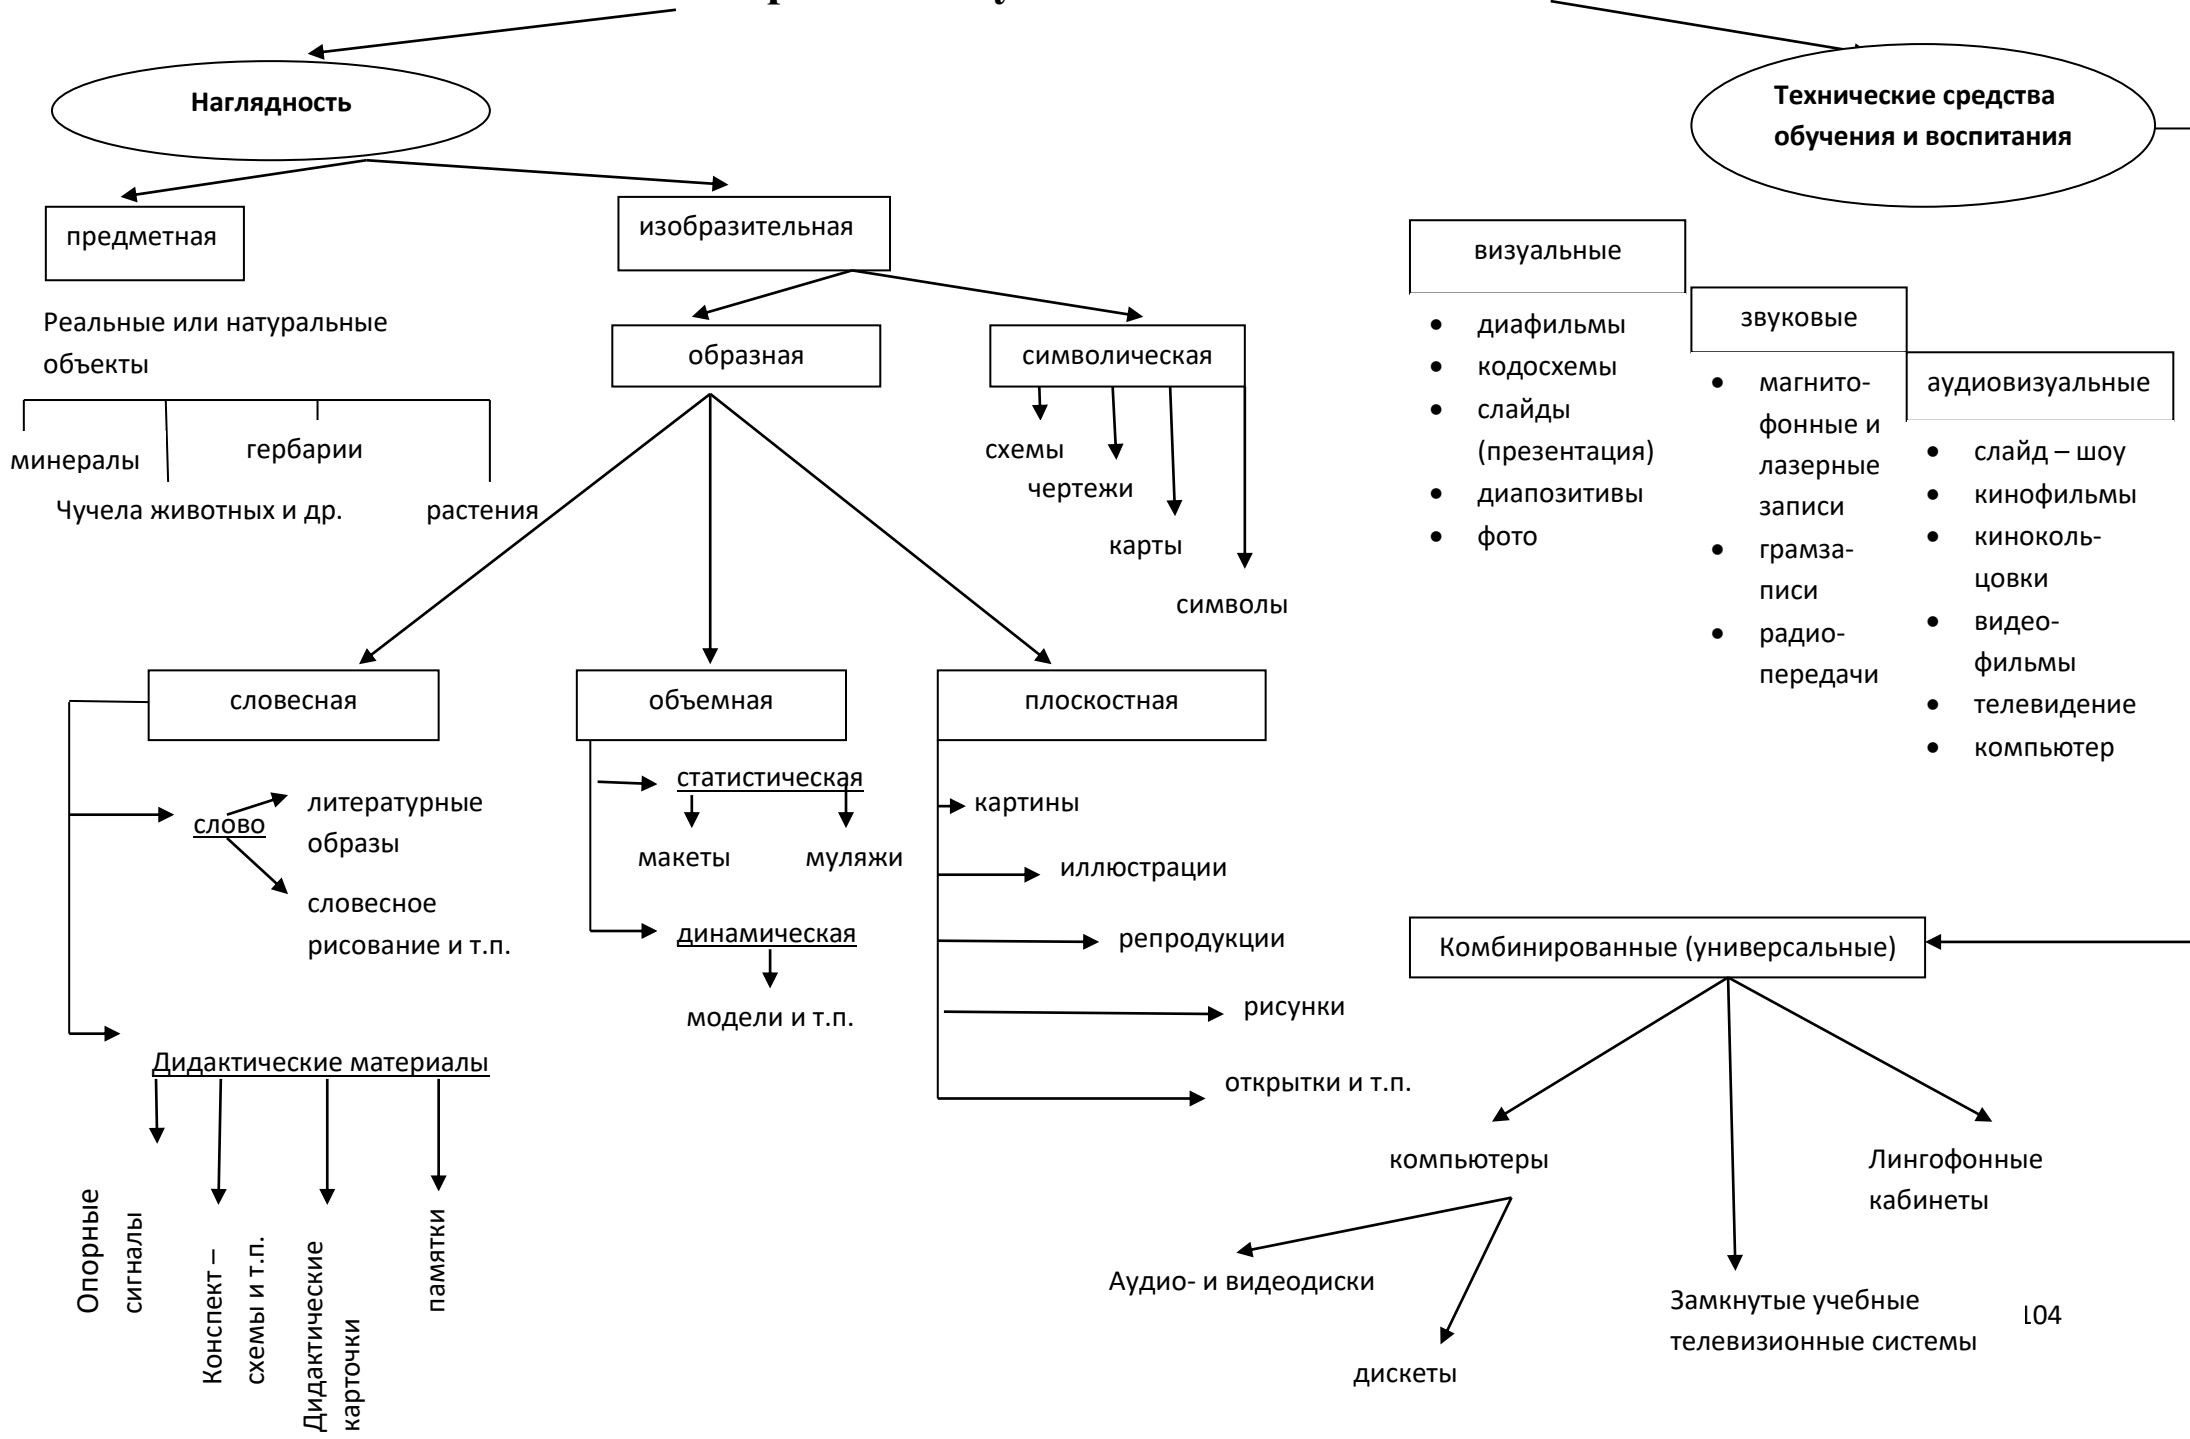 Наглядность
Технические средства
обучения и воспитания
предметная
изобразительная
визуальные
Реальные или натуральные
объекты
звуковые
образная
символическая
аудиовизуальные
минералы
гербарии
Чучела животных и др.
растения
схемы
чертежи
карты
символы
• диафильмы
• кодосхемы
• слайды
(презентация)
• диапозитивы
• фото
• магнито-
фонные и
лазерные
записи
• грамза-
писи
• радио-
передачи
• слайд – шоу
• кинофильмы
• киноколь-
цовки
• видео-
фильмы
• телевидение
• компьютер
словесная
объемная
плоскостная
слово
литературные
образы
словесное
рисование и т.п.
статистическая
макеты
муляжи
динамическая
модели и т.п.
картины
иллюстрации
репродукции
рисунки
открытки и т.п.
Дидактические материалы
Опорные
сигналы
Конспект –
схемы и т.п.
Дидактические
карточки
памятки
Комбинированные (универсальные)
компьютеры
Лингофонные
кабинеты
Аудио- и видеодиски
дискеты
Замкнутые учебные
телевизионные системы
104